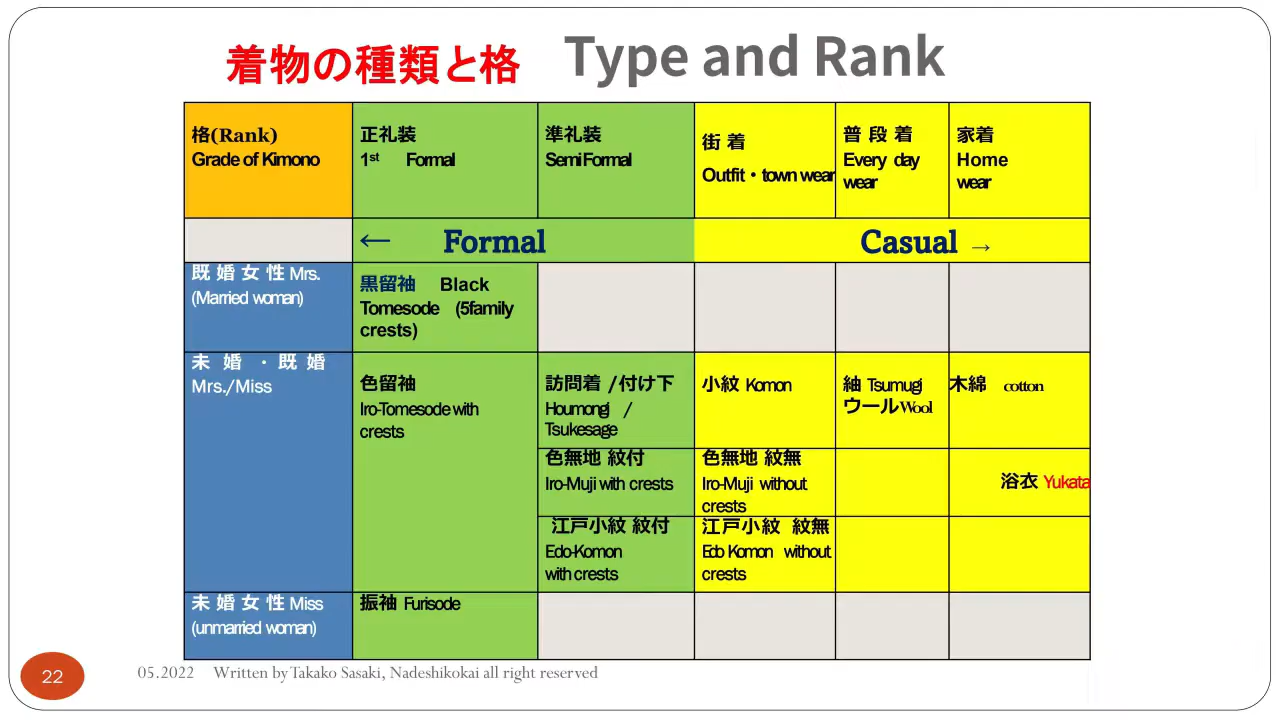 着物の種類と格 Type and Rank
格(Rank)
Grade of Kimono
正礼装
1st Formal
準礼装
Semi Formal
街 着
Outfit・town wear
普 段 着
Every day
wear
家着
Home
wear
← Formal
Casual →
既 婚 女 性 Mrs.
(Married woman)
黒留袖 Black
Tomesode (5family
crests)
未 婚 ・ 既 婚
Mrs./Miss
色留袖
Iro-Tomesode with
crests
訪問着 /付け下
Houmongi /
Tsukesage
小紋 Komon
紬 Tsumugi
ウールWool
木綿 cotton
色無地 紋付
Iro-Muji with crests
色無地 紋無
Iro-Muji without
crests
浴衣 Yukata
江戸小紋 紋付
Edo-Komon
with crests
江戸小紋 紋無
Edo Komon without
crests
未 婚 女 性 Miss
(unmarried woman)
振袖 Furisode
22
05.2022 Written by Takako Sasaki, Nadeshikokai all right reserved